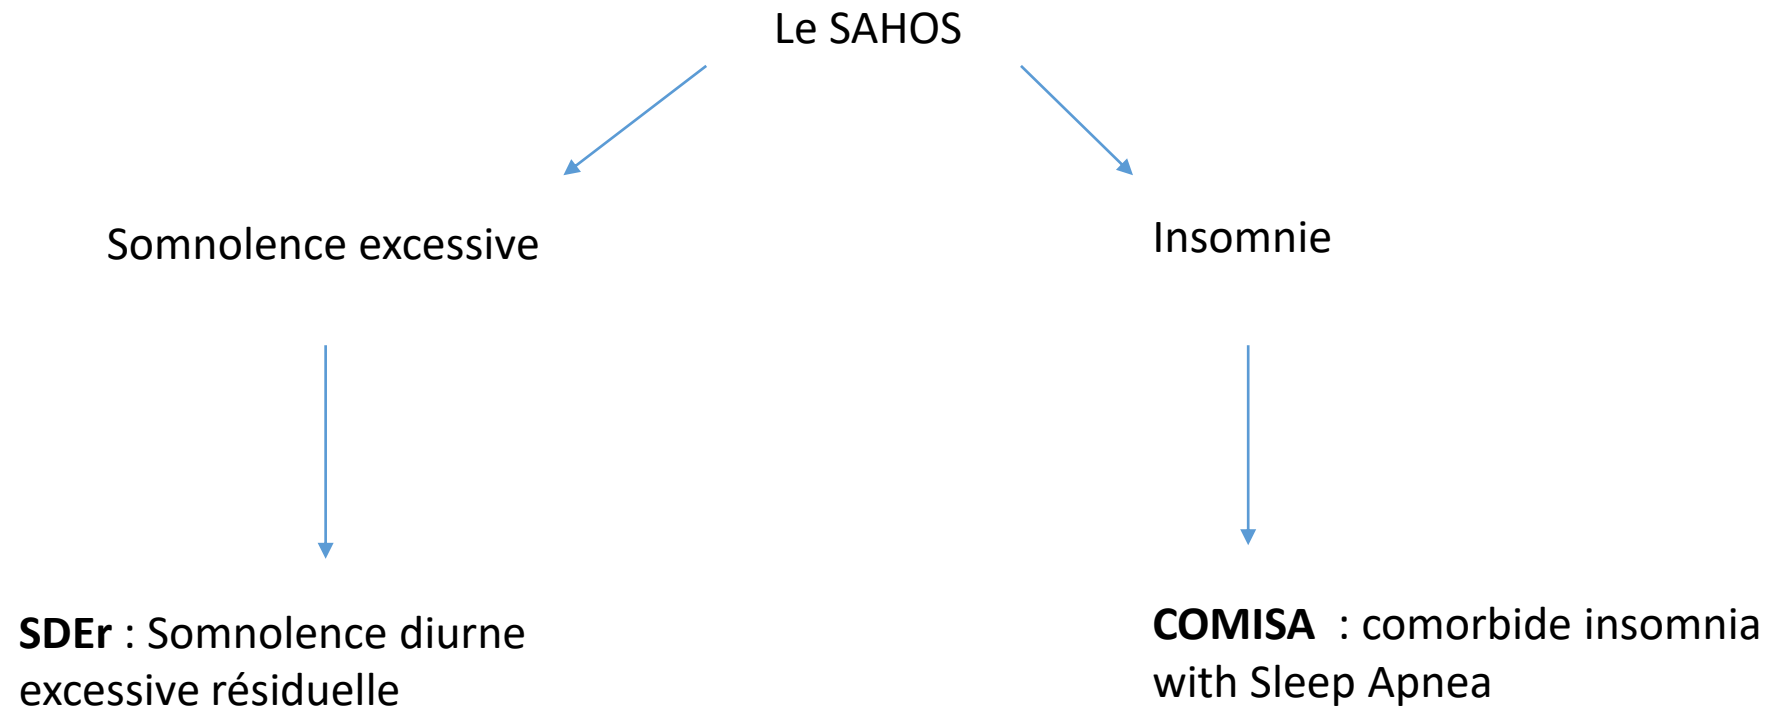 Le SAHOS
Somnolence excessive
Insomnie
SDEr : Somnolence diurne
excessive résiduelle
COMISA : comorbide insomnia
with Sleep Apnea